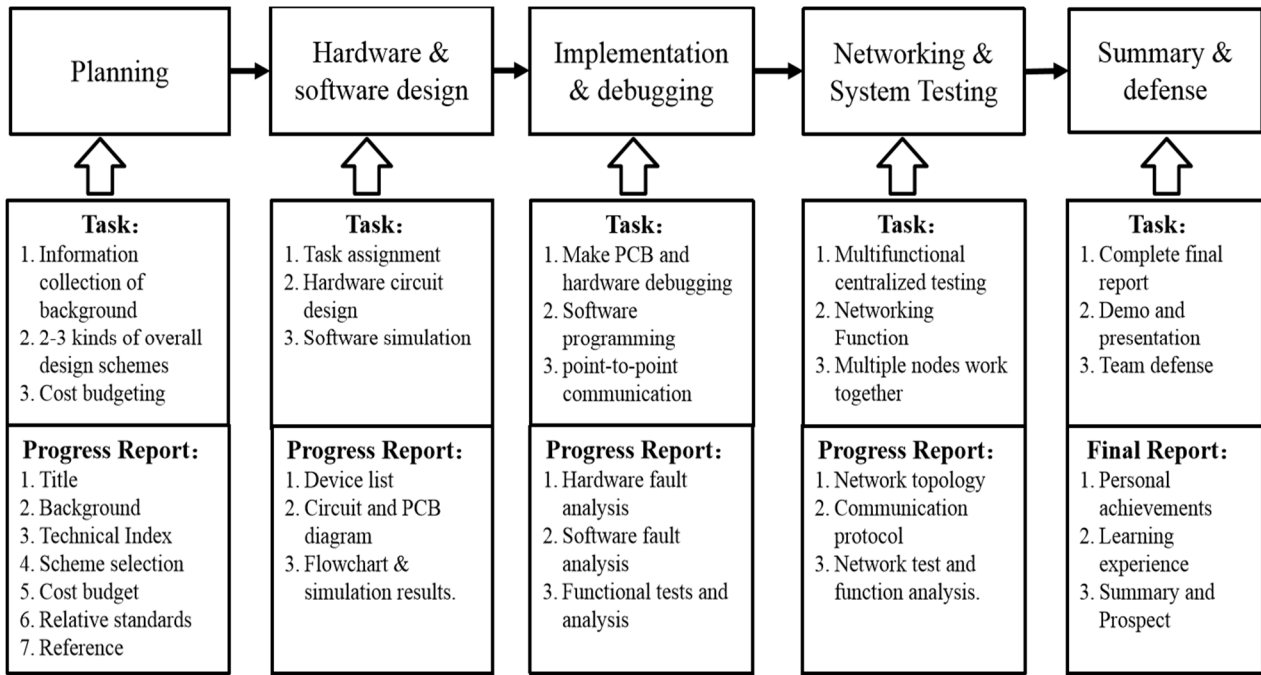 Planning
Hardware &
software design
Implementation
& debugging
Networking &
System Testing
Summary &
defense
Task:
1. Information
collection of
background
2. 2-3 kinds of overall
design schemes
3. Cost budgeting
Task:
1. Task assignment
2. Hardware circuit
design
3. Software simulation
Task:
1. Make PCB and
hardware debugging
2. Software
programming
3. point-to-point
communication
Task:
1. Multifunctional
centralized testing
2. Networking
Function
3. Multiple nodes work
together
Task:
1. Complete final
report
2. Demo and
presentation
3. Team defense
Progress Report:
1. Title
2. Background
3. Technical Index
4. Scheme selection
5. Cost budget
6. Relative standards
7. Reference
Progress Report:
1. Device list
2. Circuit and PCB
diagram
3. Flowchart &
simulation results.
Progress Report:
1. Hardware fault
analysis
2. Software fault
analysis
3. Functional tests and
analysis
Progress Report:
1. Network topology
2. Communication
protocol
3. Network test and
function analysis.
Final Report:
1. Personal
achievements
2. Learning
experience
3. Summary and
Prospect